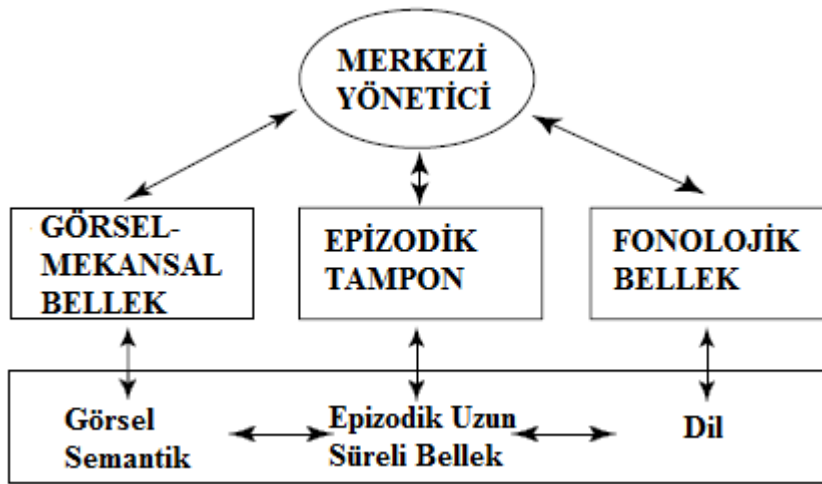 MERKEZİ
YÖNETİCİ
GÖRSEL-
MEKANSAL
BELLEK
EPİZODİK
TAMPON
FONOLOJİK
BELLEK
Görsel
Semantik
Epizodik Uzun
Süreli Bellek
Dil